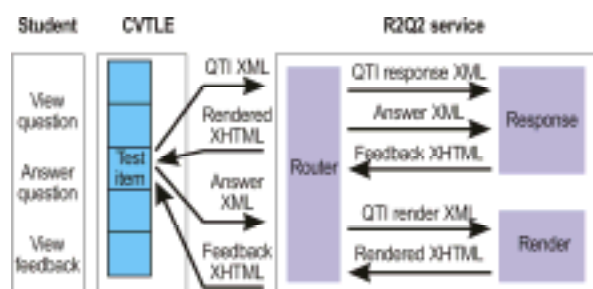 Student
CVTLE
R2Q2 service
View
question
Answer
question
View
feedback
Test
item
QTI XML
Rendered
XHTML
Answer
XML
Feedback
XHTML
Router
QTI response XML
Answer XML
Feedback XHTML
QTI render XML
Rendered XHTML
Response
Render